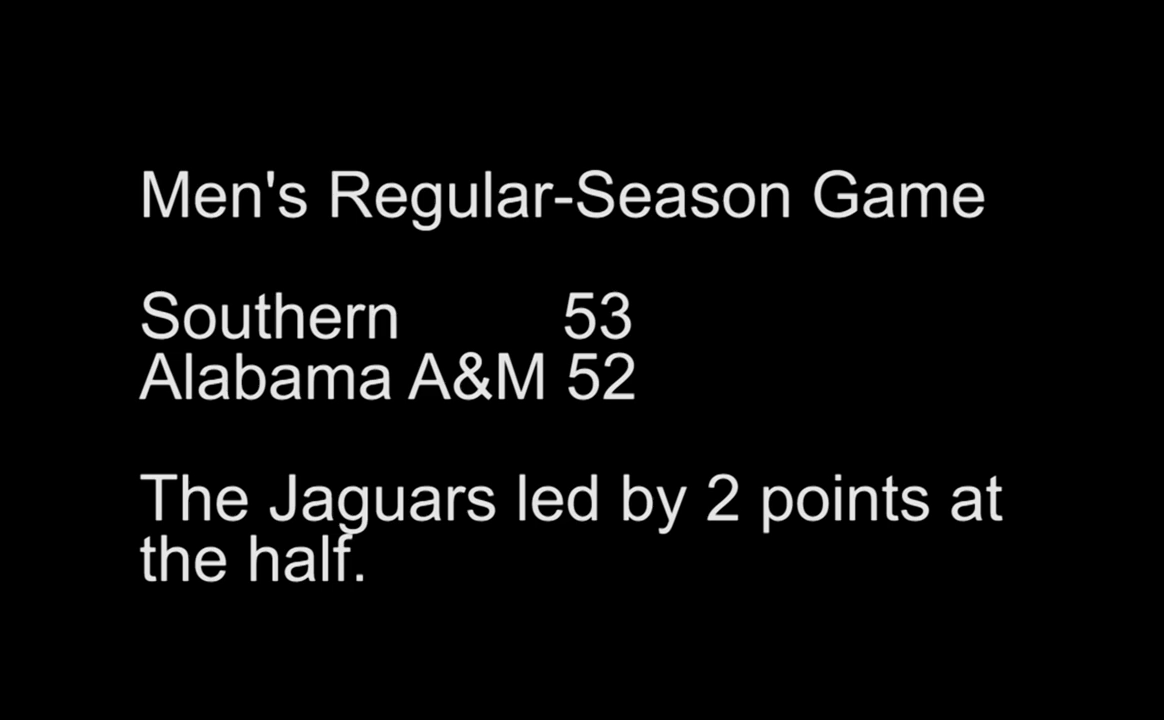 Men's Regular-Season Game
Southern 53
Alabama A&M 52
The Jaguars led by 2 points at
the half.